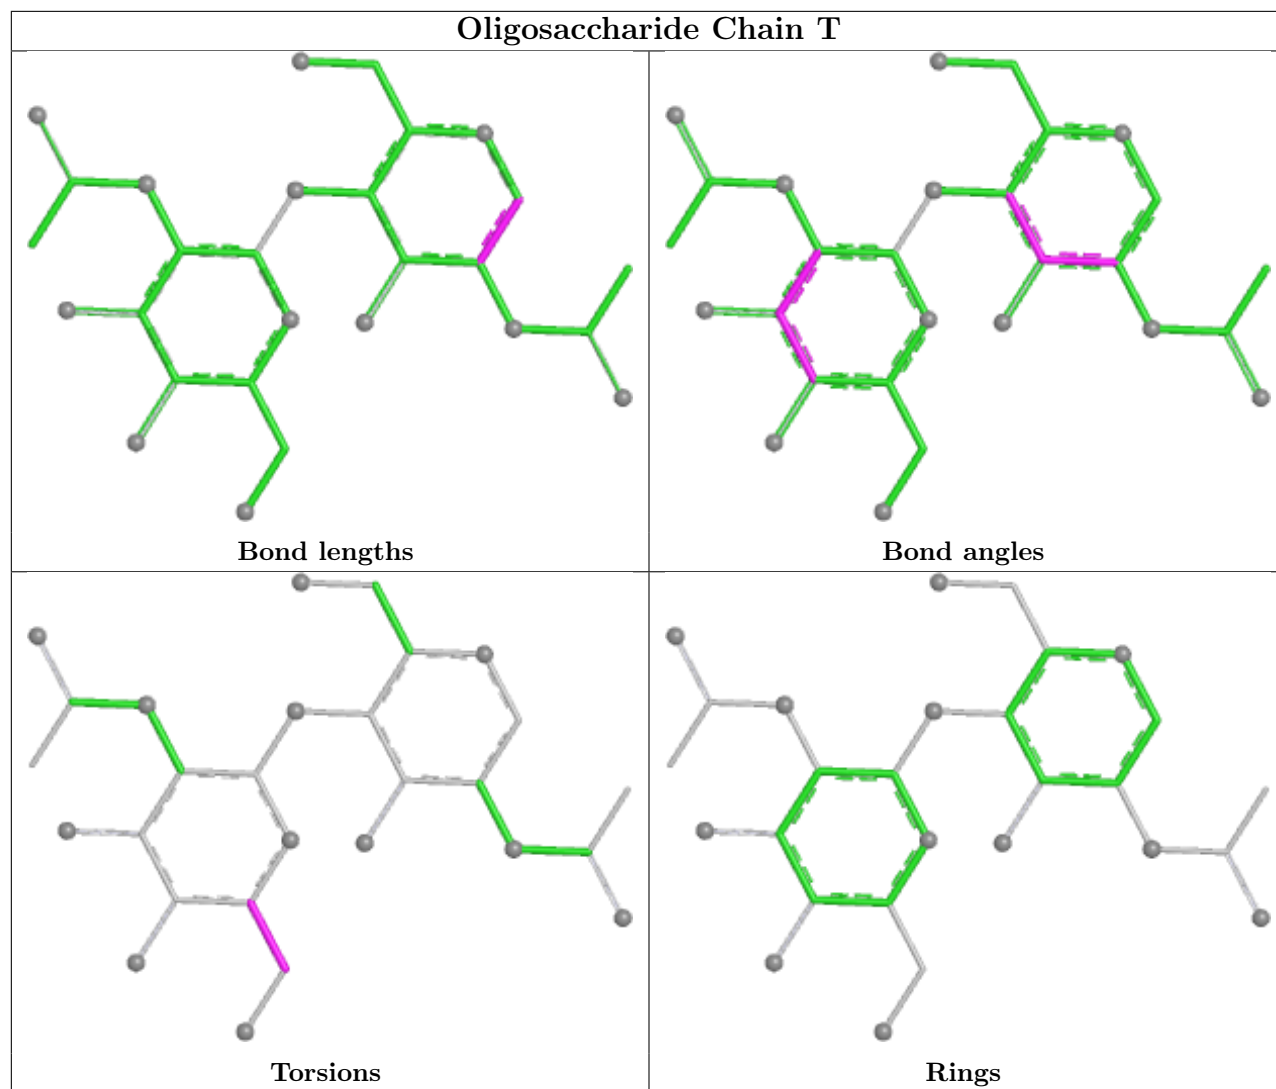 Oligosaccharide Chain T
Bond lengths
Bond angles
Torsions
Rings